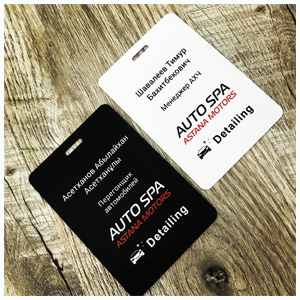 Шавалеев Тимур
Бахитбекович
Менеджер АХЧ
AUTO SPA
ASTANA MOTORS
Detailing
Асетханов Абылайхан
Асетханулы
Перегонщик
автомобилей
AUTO SPA
ASTANA MOTORS
Detailing